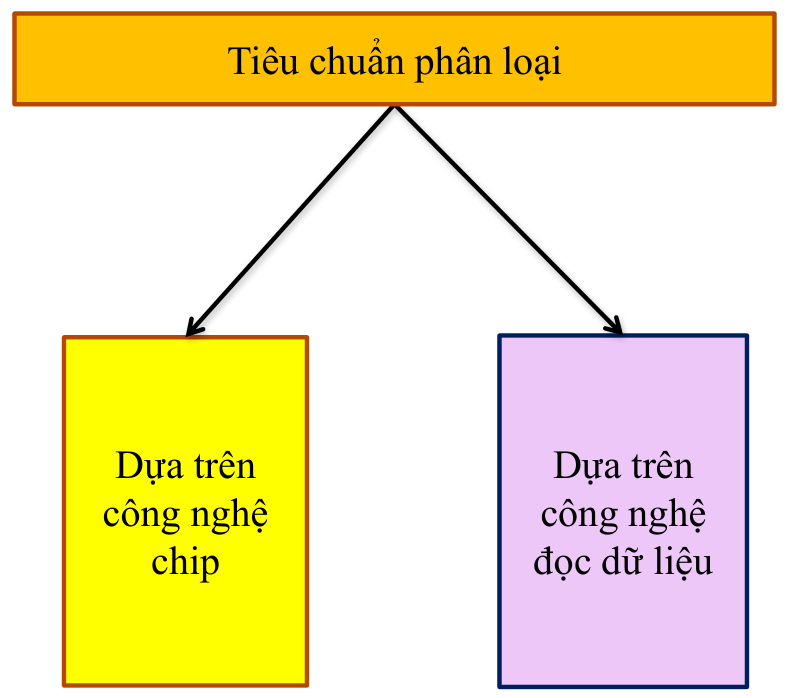 Tiêu chuẩn phân loại
Dựa trên
công nghệ
chip
Dựa trên
công nghệ
đọc dữ liệu